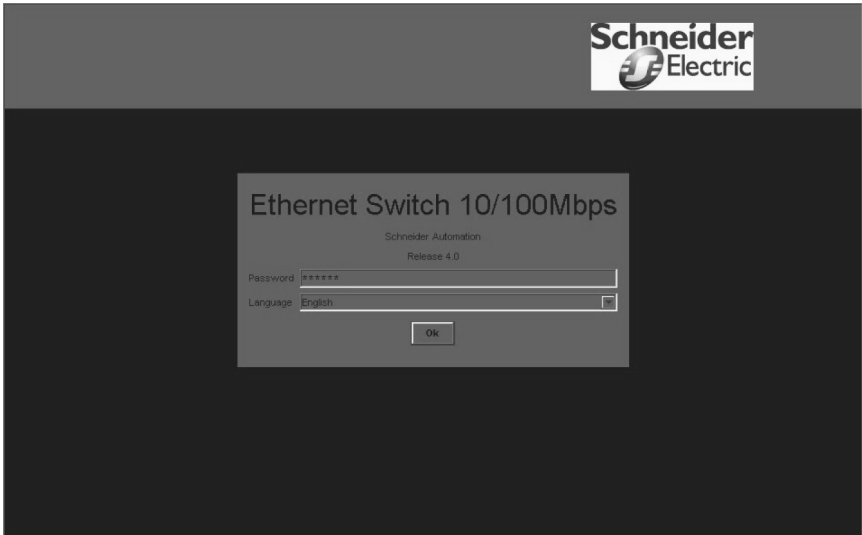 Schneider
Electric
Ethernet Switch 10/100Mbps
Schneider Automation
Release 4.0
Password ******
Language English
Ok